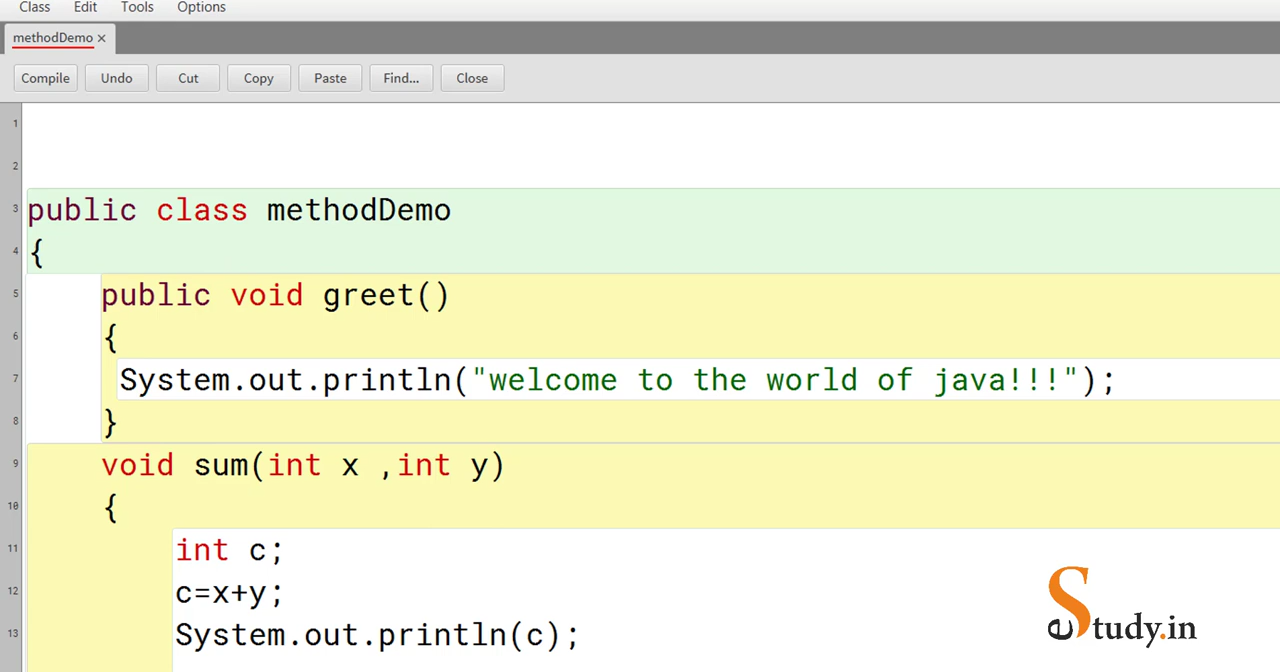 Class Edit Tools Options
methodDemo ×
Compile Undo Cut Copy Paste Find... Close
1
2
3 public class methodDemo
4 {
5 public void greet()
6 {
7 System.out.println("welcome to the world of java!!!");
8 }
9 void sum(int x ,int y)
10 {
11 int c;
12 c=x+y;
13 System.out.println(c);
eStudy.in